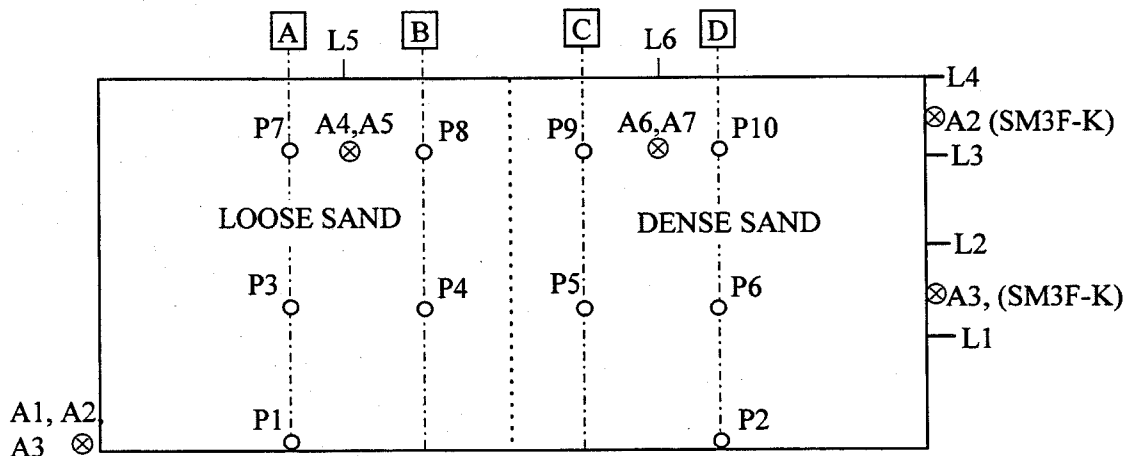 A
B
C
D
L5
L6
L4
P7
A4,A5
P8
P9
A6,A7
P10
A2 (SM3F-K)
L3
LOOSE SAND
DENSE SAND
L2
P3
P4
P5
P6
A3, (SM3F-K)
L1
A1, A2,
A3
P1
P2